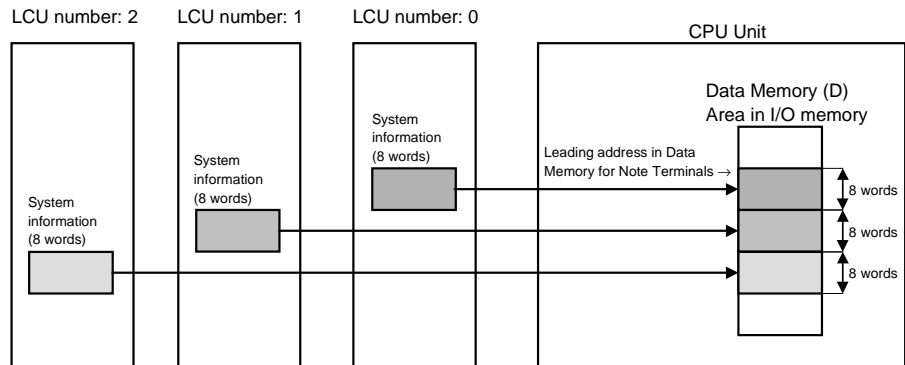 LCU number: 2
LCU number: 1
LCU number: 0
CPU Unit
Data Memory (D)
Area in I/O memory
System
information
(8 words)
System
information
(8 words)
System
information
(8 words)
Leading address in Data
Memory for Note Terminals →
8 words
8 words
8 words